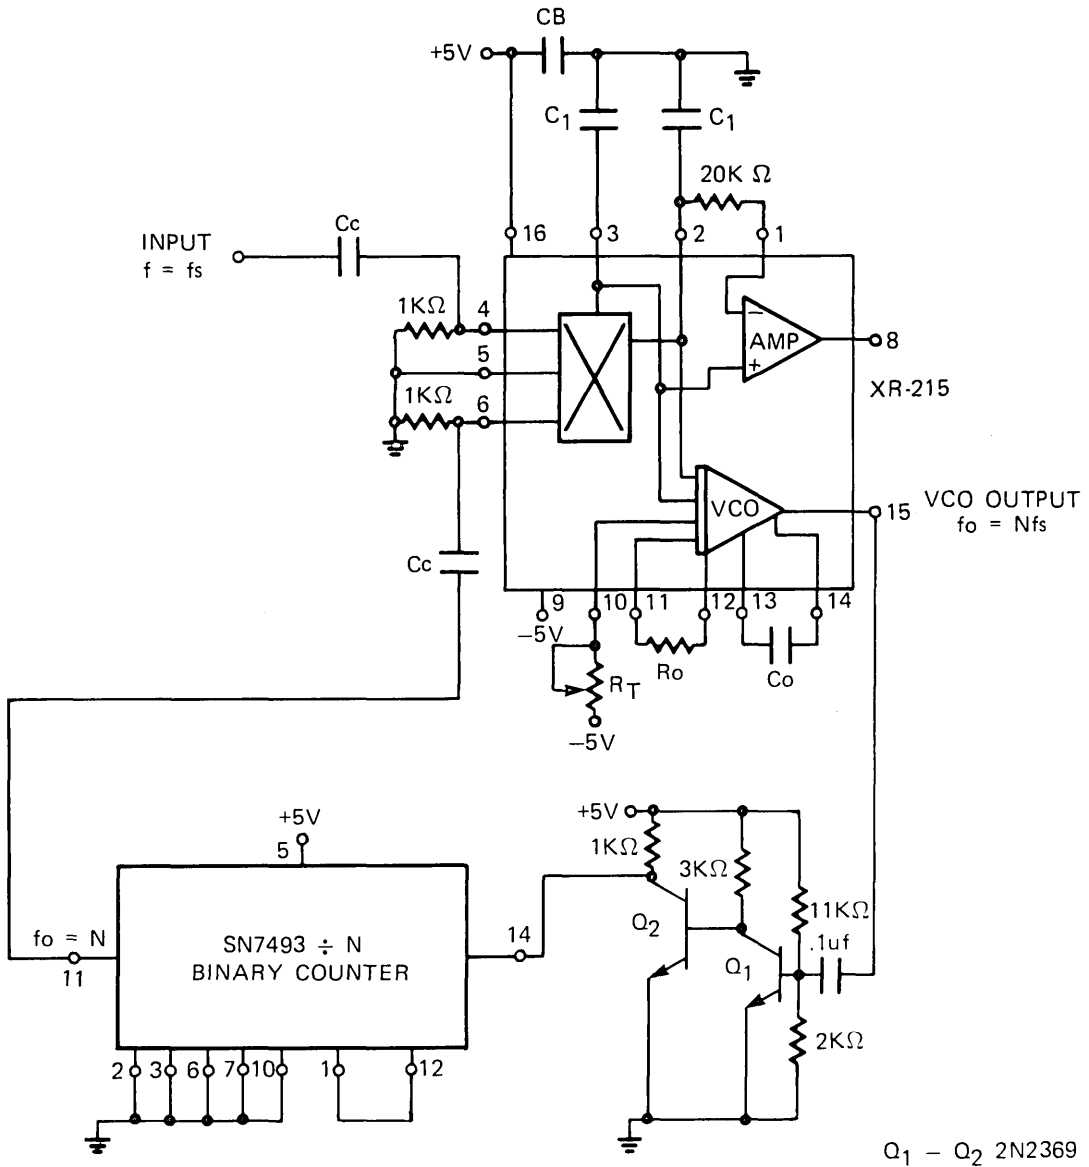 CB
+5V
C1
C1
20K Ω
16
3
2
1
Cc
INPUT
f = fs
1KΩ
4
5
1KΩ
6
−
AMP
+
8
XR-215
VCO
15
VCO OUTPUT
fo = Nfs
Cc
9
10
11
12
13
14
−5V
Ro
Co
RT
−5V
+5V
5
+5V
1KΩ
3KΩ
11KΩ
.1uf
Q2
Q1
2KΩ
fo = N
11
SN7493 ÷ N
BINARY COUNTER
14
2
3
6
7
10
1
12
Q1 − Q2 2N2369